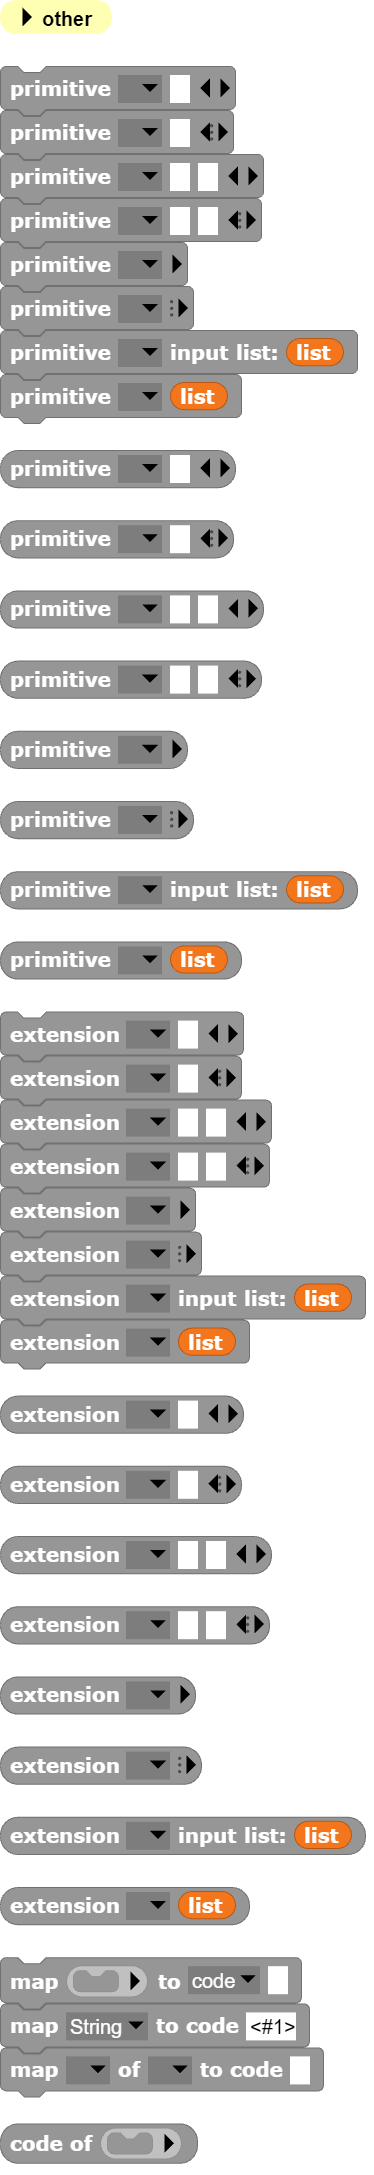 other
primitive
primitive
primitive
primitive
primitive
primitive
primitive input list: list
primitive list
primitive
primitive
primitive
primitive
primitive
primitive
primitive input list: list
primitive list
extension
extension
extension
extension
extension
extension
extension input list: list
extension list
extension
extension
extension
extension
extension
extension
extension input list: list
extension list
map to code
map String to code <#1>
map of to code
code of